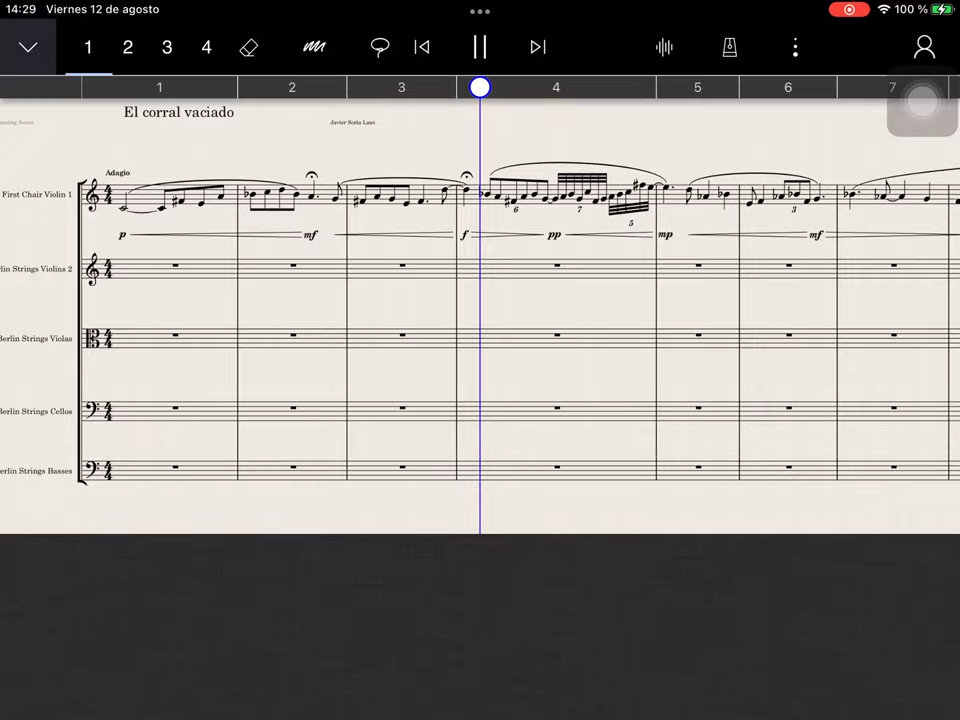 14:29 Viernes 12 de agosto
100 %
1 2 3 4
1 2 3 4 5 6 7
El corral vaciado
Score
Javier Soria Laso
Adagio
First Chair Violin 1
6 7 5 3
p mf f pp mp mf
lin Strings Violins 2
Berlin Strings Violas
Berlin Strings Cellos
erlin Strings Basses